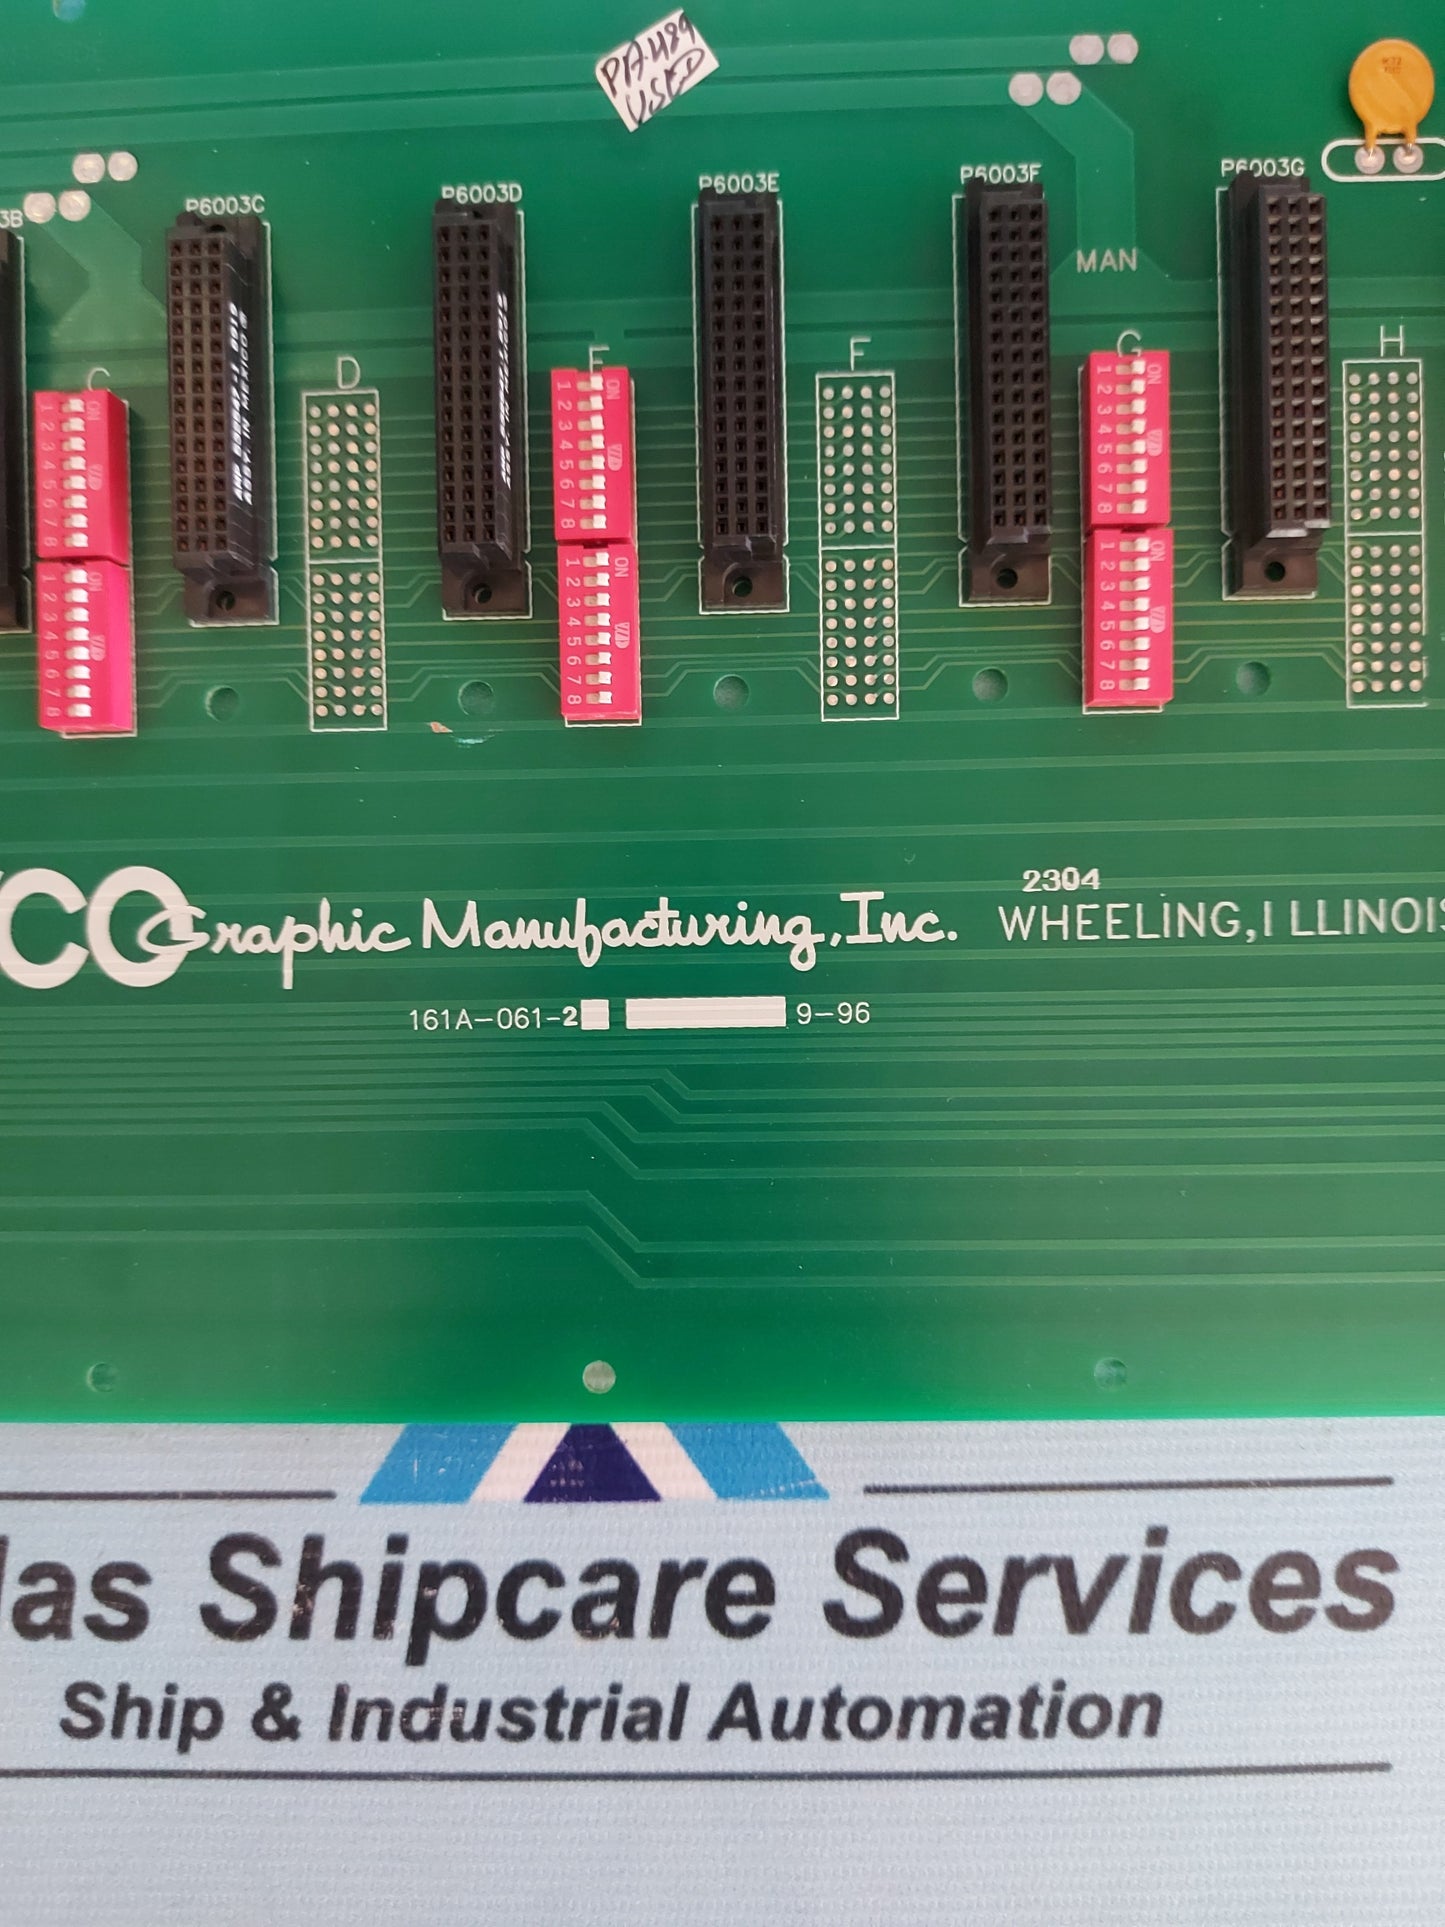 PA-489
USED
3B
P6003C
P6003D
P6003E
P6003F
P6003G
MAN
C
D
E
F
G
H
ON
1 2 3 4 5 6 7 8
ON
1 2 3 4 5 6 7 8
ON
1 2 3 4 5 6 7 8
ON
1 2 3 4 5 6 7 8
ON
1 2 3 4 5 6 7 8
ON
1 2 3 4 5 6 7 8
ASSY. IN MEXICO
CO Graphic Manufacturing, Inc.
2304
WHEELING, ILLINOIS
161A-061-2
9-96
las Shipcare Services
Ship & Industrial Automation